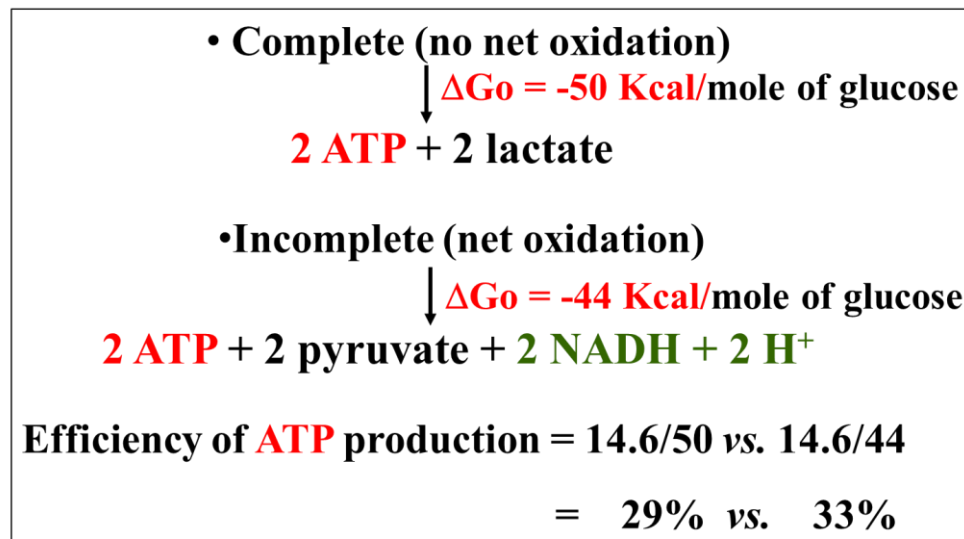 • Complete (no net oxidation)
∆Go = -50 Kcal/mole of glucose
2 ATP + 2 lactate
•Incomplete (net oxidation)
∆Go = -44 Kcal/mole of glucose
2 ATP + 2 pyruvate + 2 NADH + 2 H⁺
Efficiency of ATP production = 14.6/50 vs. 14.6/44
= 29% vs. 33%